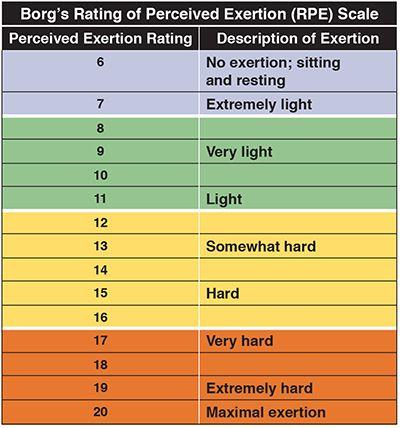 Borg's Rating of Perceived Exertion (RPE) Scale
Perceived Exertion Rating Description of Exertion
6 No exertion; sitting
and resting
7 Extremely light
8
9 Very light
10
11 Light
12
13 Somewhat hard
14
15 Hard
16
17 Very hard
18
19 Extremely hard
20 Maximal exertion